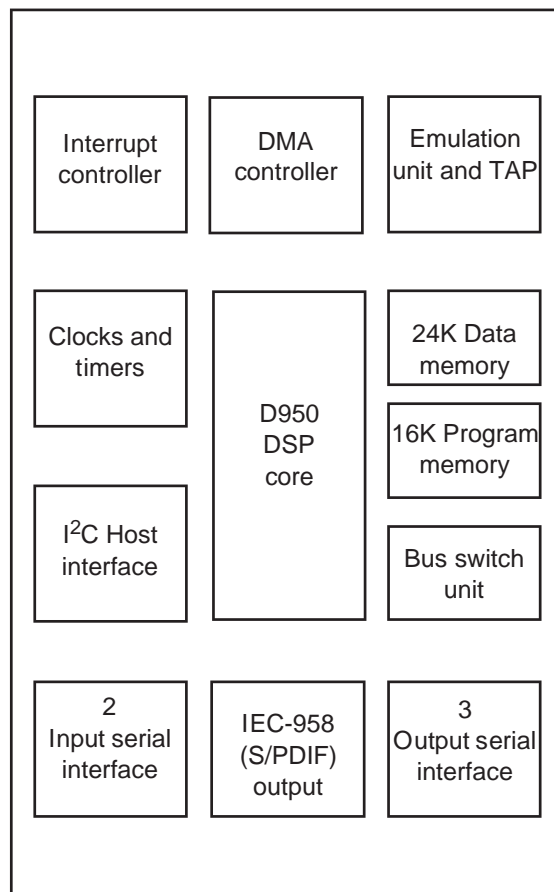 Interrupt
controller
DMA
controller
Emulation
unit and TAP
Clocks and
timers
D950
DSP
core
24K Data
memory
16K Program
memory
I²C Host
interface
Bus switch
unit
2
Input serial
interface
IEC-958
(S/PDIF)
output
3
Output serial
interface